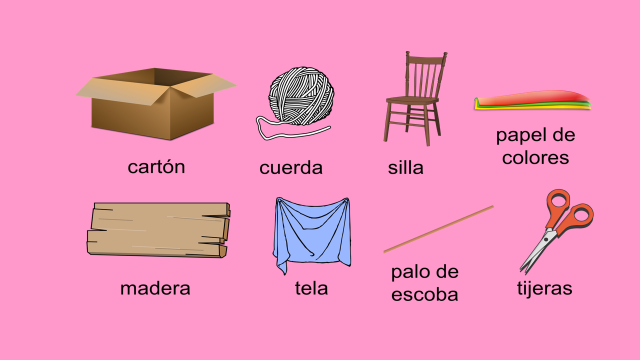 cartón
cuerda
silla
papel de
colores
madera
tela
palo de
escoba
tijeras